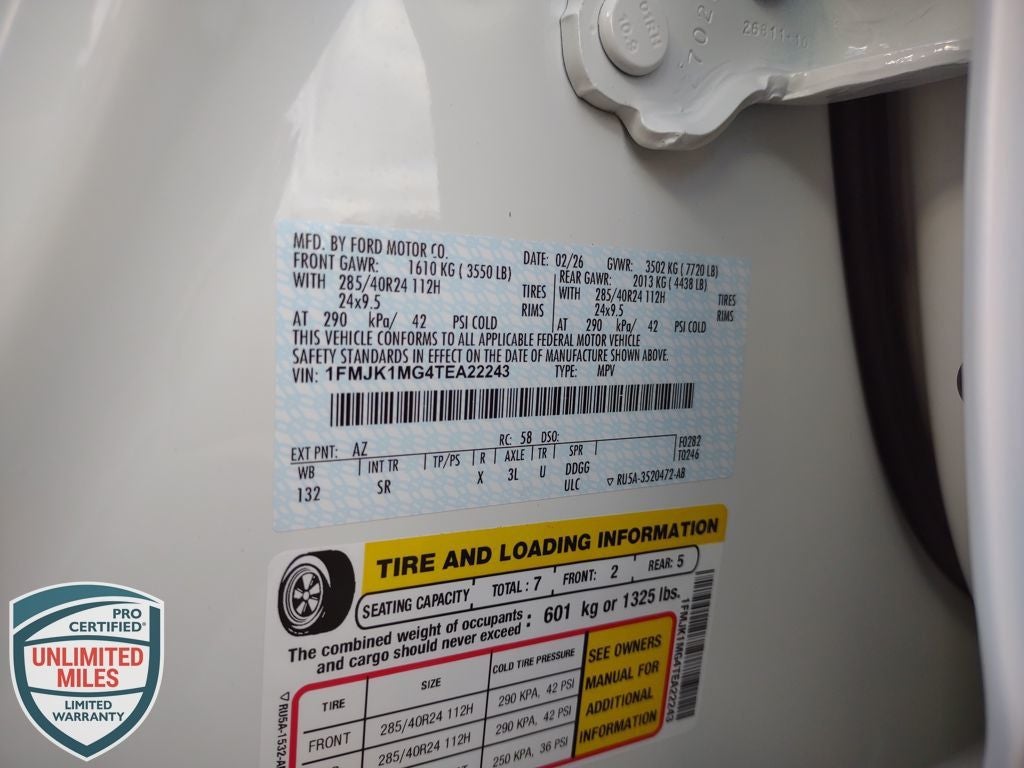 10.9
702
26811-10
MFD. BY FORD MOTOR CO.
DATE: 02/26 GVWR: 3502 KG ( 7720 LB)
FRONT GAWR: 1610 KG ( 3550 LB)
REAR GAWR: 2013 KG ( 4438 LB)
WITH 285/40R24 112H TIRES
WITH 285/40R24 112H TIRES
24x9.5 RIMS
24x9.5 RIMS
AT 290 kPa/ 42 PSI COLD
AT 290 kPa/ 42 PSI COLD
THIS VEHICLE CONFORMS TO ALL APPLICABLE FEDERAL MOTOR VEHICLE
SAFETY STANDARDS IN EFFECT ON THE DATE OF MANUFACTURE SHOWN ABOVE.
VIN: 1FMJK1MG4TEA22243 TYPE: MPV
EXT PNT: AZ RC: 58 DSO: F0282
WB INT TR TP/PS R AXLE TR SPR T0246
132 SR X 3L U DDGG
ULC ▽ RU5A-3520472-AB
TIRE AND LOADING INFORMATION
SEATING CAPACITY TOTAL : 7 FRONT: 2 REAR: 5
The combined weight of occupants
and cargo should never exceed : 601 kg or 1325 lbs.
TIRE SIZE COLD TIRE PRESSURE
FRONT 285/40R24 112H 290 KPA, 42 PSI
285/40R24 112H 290 KPA, 42 PSI
250 KPA, 36 PSI
SEE OWNERS
MANUAL FOR
ADDITIONAL
INFORMATION
1FMJK1MG4TEA22243
▽ RU5A-1532-A
PRO
CERTIFIED®
UNLIMITED
MILES
LIMITED
WARRANTY